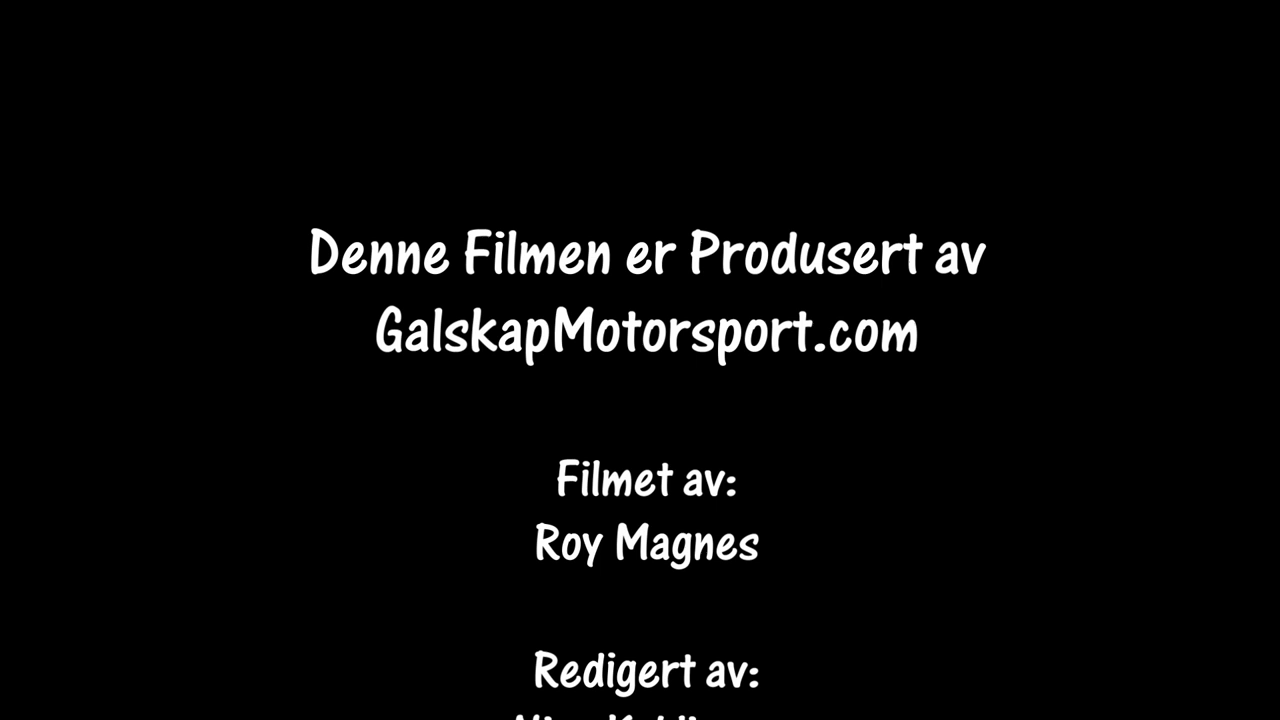 Denne Filmen er Produsert av
GalskapMotorsport.com
Filmet av:
Roy Magnes
Redigert av: